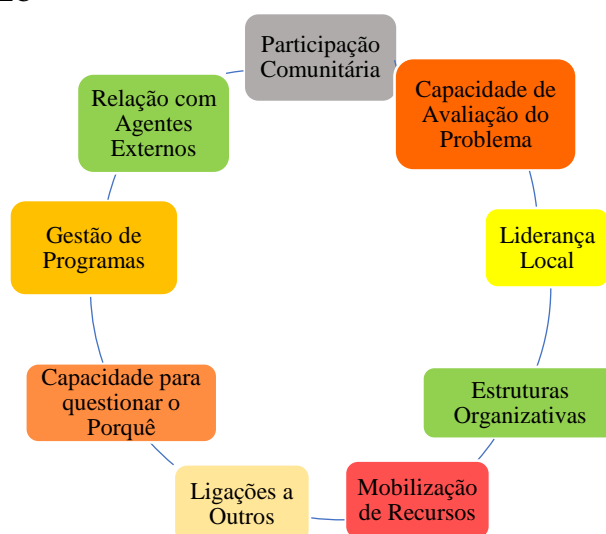 Participação
Comunitária
Capacidade de
Avaliação do
Problema
Liderança
Local
Estruturas
Organizativas
Mobilização
de Recursos
Ligações a
Outros
Capacidade para
questionar o
Porquê
Gestão de
Programas
Relação com
Agentes
Externos